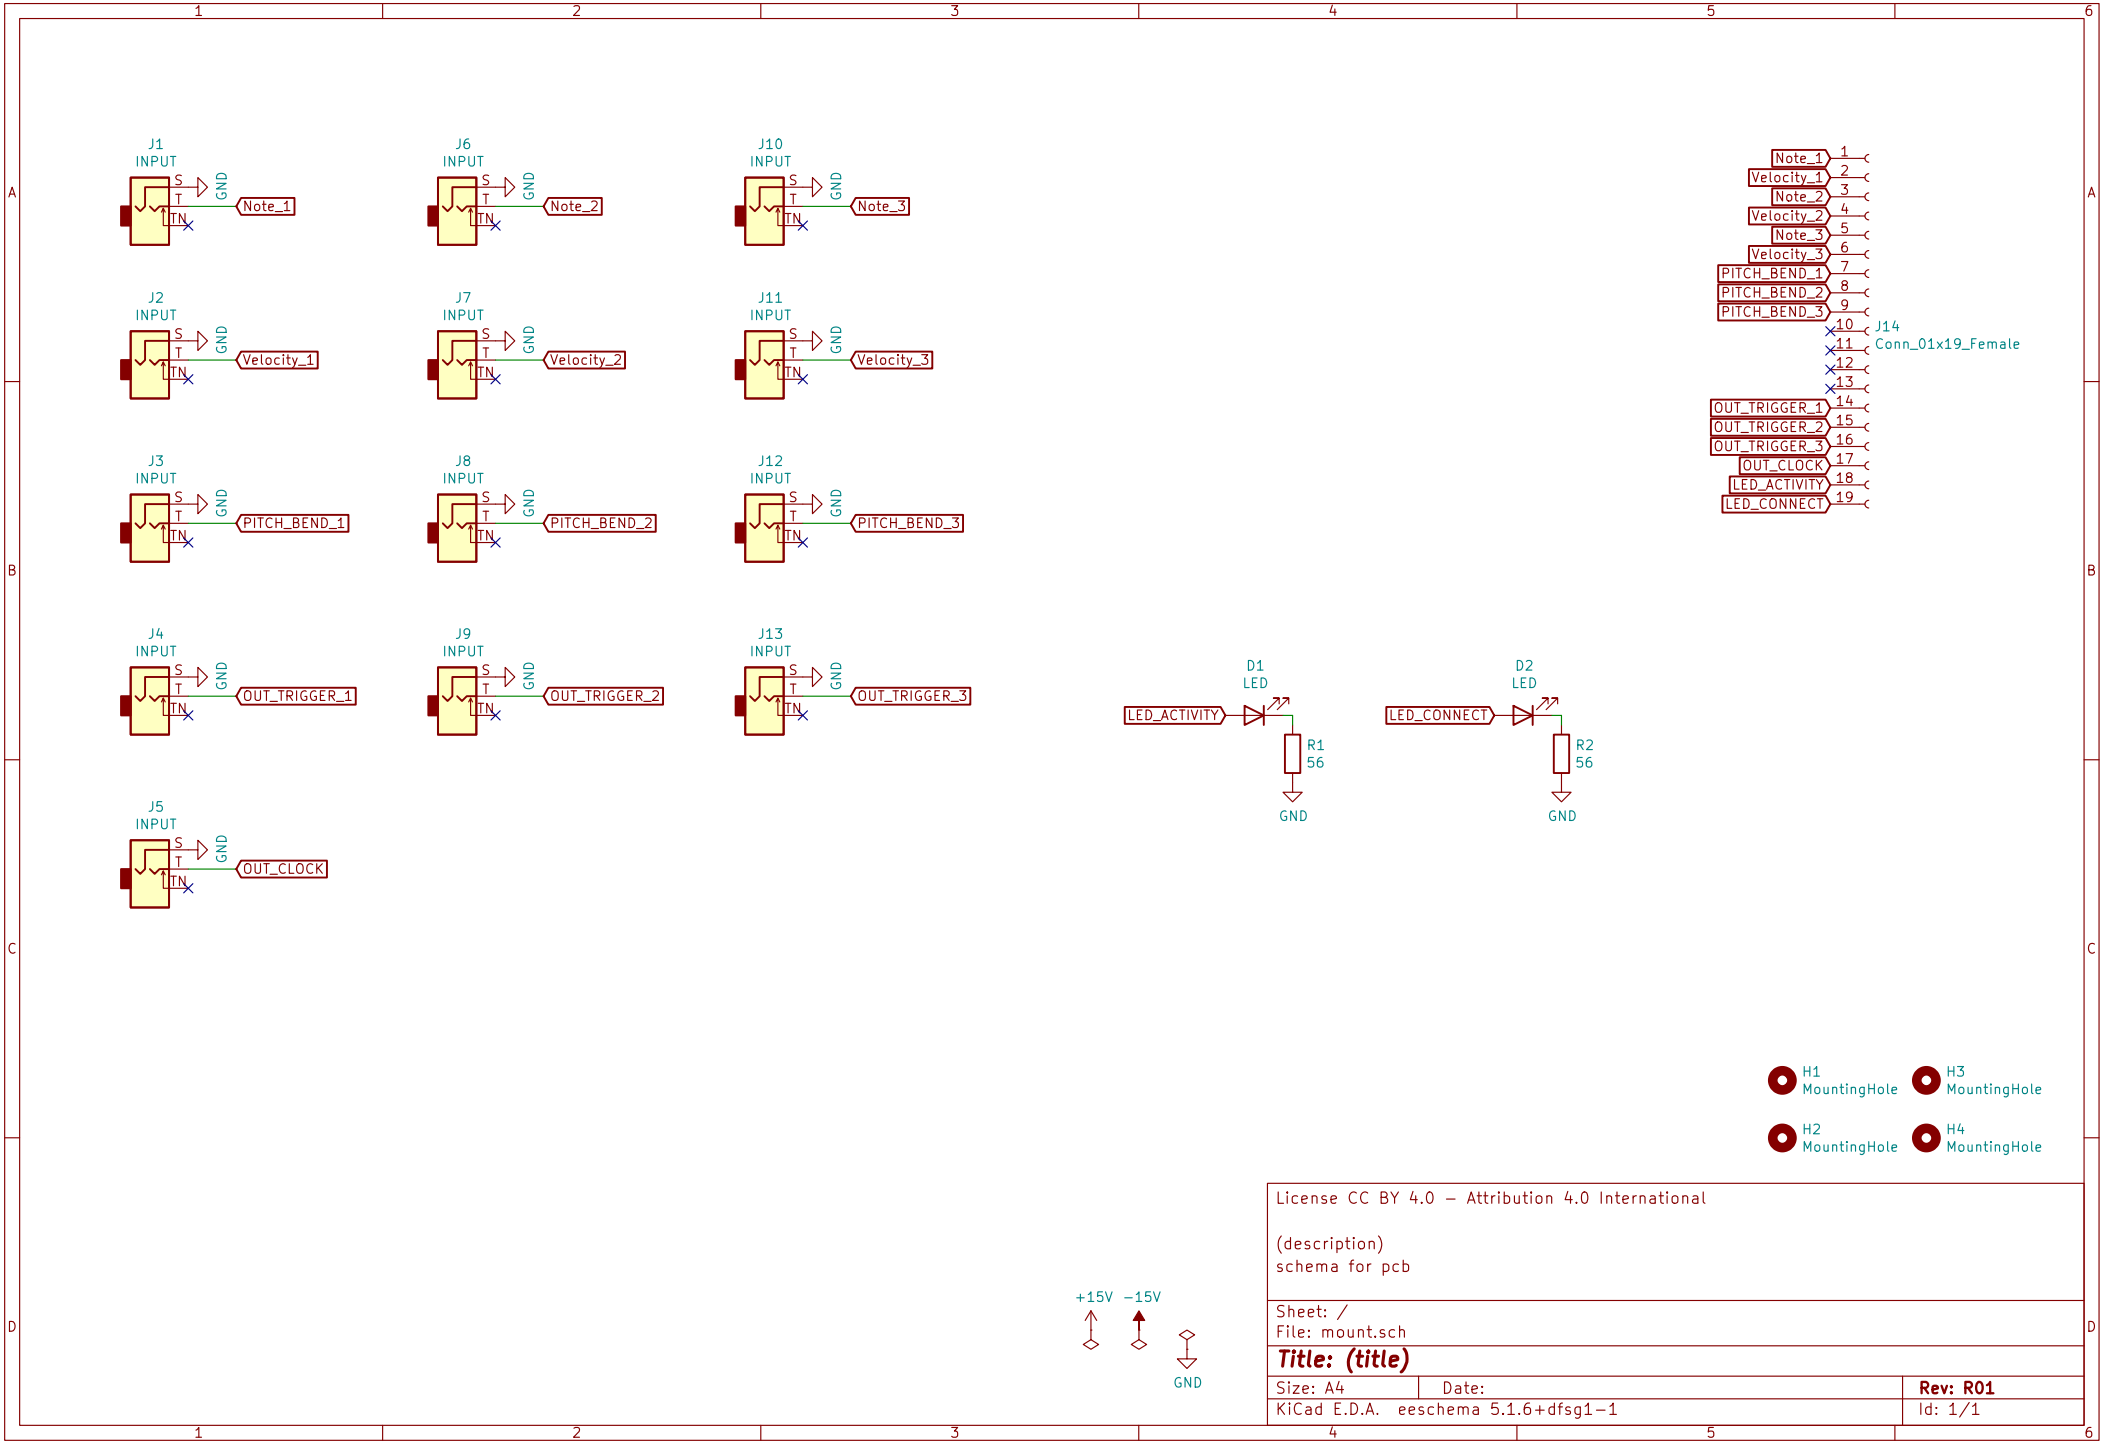 1 2 3 4 5 6
A A
B B
C C
D D
J1
INPUT
S GND
T Note_1
TN
J6
INPUT
S GND
T Note_2
TN
J10
INPUT
S GND
T Note_3
TN
J2
INPUT
S GND
T Velocity_1
TN
J7
INPUT
S GND
T Velocity_2
TN
J11
INPUT
S GND
T Velocity_3
TN
J3
INPUT
S GND
T PITCH_BEND_1
TN
J8
INPUT
S GND
T PITCH_BEND_2
TN
J12
INPUT
S GND
T PITCH_BEND_3
TN
J4
INPUT
S GND
T OUT_TRIGGER_1
TN
J9
INPUT
S GND
T OUT_TRIGGER_2
TN
J13
INPUT
S GND
T OUT_TRIGGER_3
TN
J5
INPUT
S GND
T OUT_CLOCK
TN
Note_1 1
Velocity_1 2
Note_2 3
Velocity_2 4
Note_3 5
Velocity_3 6
PITCH_BEND_1 7
PITCH_BEND_2 8
PITCH_BEND_3 9
10
11
12
13
OUT_TRIGGER_1 14
OUT_TRIGGER_2 15
OUT_TRIGGER_3 16
OUT_CLOCK 17
LED_ACTIVITY 18
LED_CONNECT 19
J14
Conn_01x19_Female
D1
LED
LED_ACTIVITY
R1
56
GND
D2
LED
LED_CONNECT
R2
56
GND
H1
MountingHole
H3
MountingHole
H2
MountingHole
H4
MountingHole
+15V -15V
GND
License CC BY 4.0 - Attribution 4.0 International
(description)
schema for pcb
Sheet: /
File: mount.sch
Title: (title)
Size: A4 Date: Rev: R01
KiCad E.D.A. eeschema 5.1.6+dfsg1-1 Id: 1/1
1 2 3 4 5 6